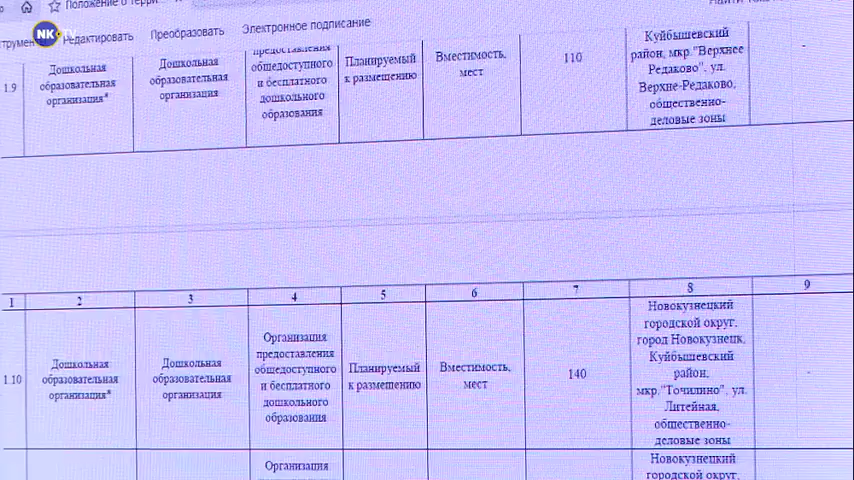 Положение о терри
NK TV
Редактировать Преобразовать Электронное подписание
1.9
Дошкольная
образовательная
организация*
Дошкольная
образовательная
организация
предоставления
общедоступного
и бесплатного
дошкольного
образования
Планируемый
к размещению
Вместимость,
мест
110
Куйбышевский
район, мкр."Верхнее
Редаково", ул.
Верхне-Редаково,
общественно-
деловые зоны
-
1 2 3 4 5 6 7 8 9
1.10
Дошкольная
образовательная
организация*
Дошкольная
образовательная
организация
Организация
предоставления
общедоступного
и бесплатного
дошкольного
образования
Планируемый
к размещению
Вместимость,
мест
140
Новокузнецкий
городской округ,
город Новокузнецк,
Куйбышевский
район,
мкр."Точилино", ул.
Литейная,
общественно-
деловые зоны
-
Организация
Новокузнецкий
городской округ,